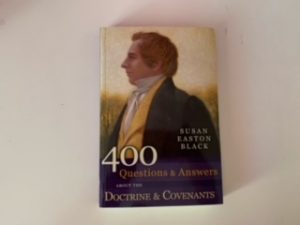 SUSAN
EASTON
BLACK
400
Questions & Answers
ABOUT THE
DOCTRINE & COVENANTS